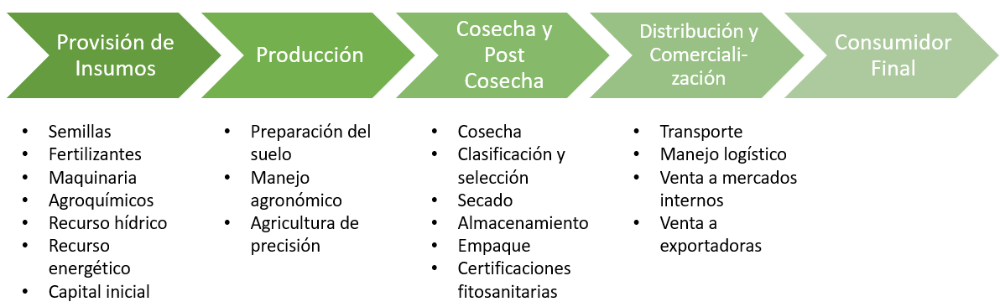 Provisión de
Insumos
Producción
Cosecha y
Post
Cosecha
Distribución y
Comerciali-
zación
Consumidor
Final
• Semillas
• Fertilizantes
• Maquinaria
• Agroquímicos
• Recurso hídrico
• Recurso
energético
• Capital inicial
• Preparación del
suelo
• Manejo
agronómico
• Agricultura de
precisión
• Cosecha
• Clasificación y
selección
• Secado
• Almacenamiento
• Empaque
• Certificaciones
fitosanitarias
• Transporte
• Manejo logístico
• Venta a mercados
internos
• Venta a
exportadoras